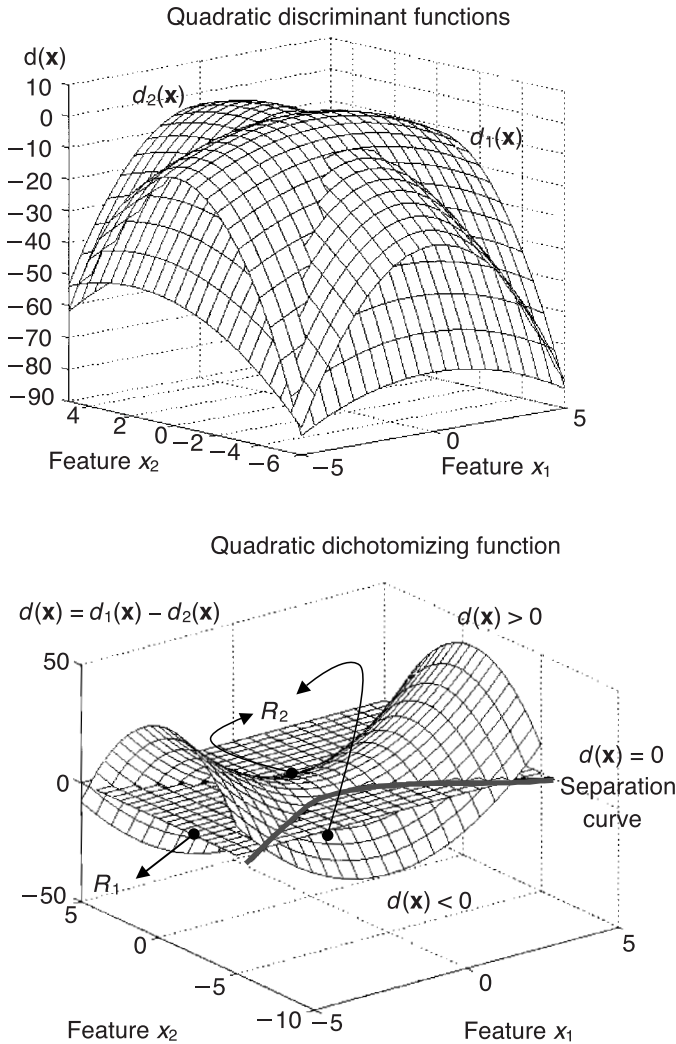 Quadratic discriminant functions
d(x)
10
0
−10
−20
−30
−40
−50
−60
−70
−80
−90
d₂(x)
d₁(x)
4
2
0
−2
−4
−6
−5
0
5
Feature x₂
Feature x₁
Quadratic dichotomizing function
d(x) = d₁(x) − d₂(x)
d(x) > 0
50
0
−50
R₂
R₁
d(x) = 0
Separation
curve
d(x) < 0
5
0
−5
−10
−5
0
5
Feature x₂
Feature x₁